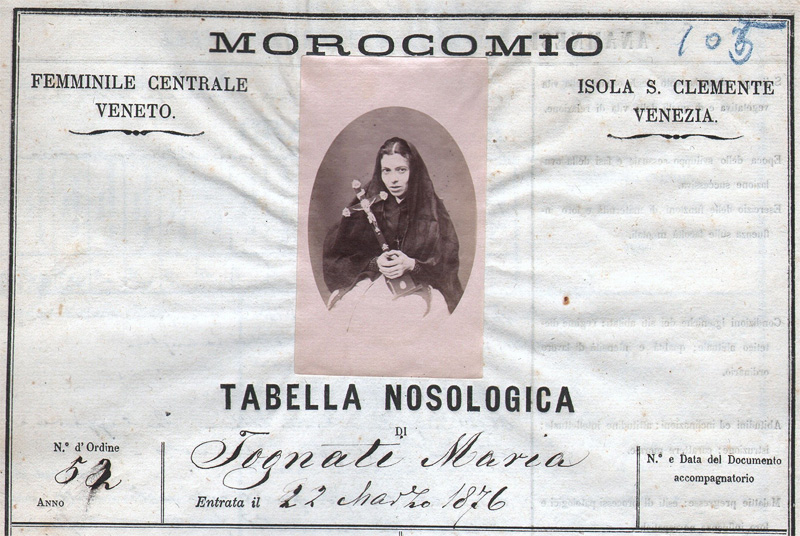 MOROCOMIO
105
FEMMINILE CENTRALE
VENETO.
ISOLA S. CLEMENTE
VENEZIA.
TABELLA NOSOLOGICA
DI
N.º d' Ordine
52
Anno
Tognati Maria
Entrata il 22 Marzo 1876
N.º e Data del Documento
accompagnatorio